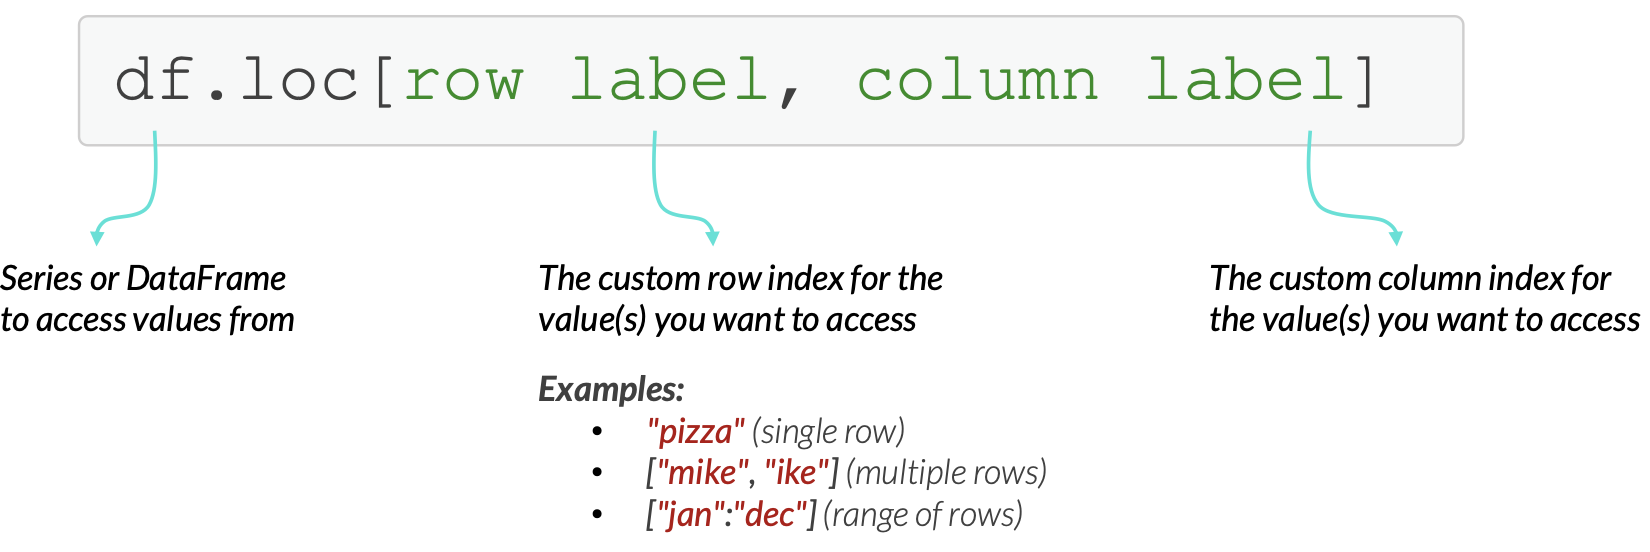 df.loc[row label, column label]
Series or DataFrame
to access values from
The custom row index for the
value(s) you want to access
Examples:
• "pizza" (single row)
• ["mike", "ike"] (multiple rows)
• ["jan":"dec"] (range of rows)
The custom column index for
the value(s) you want to access